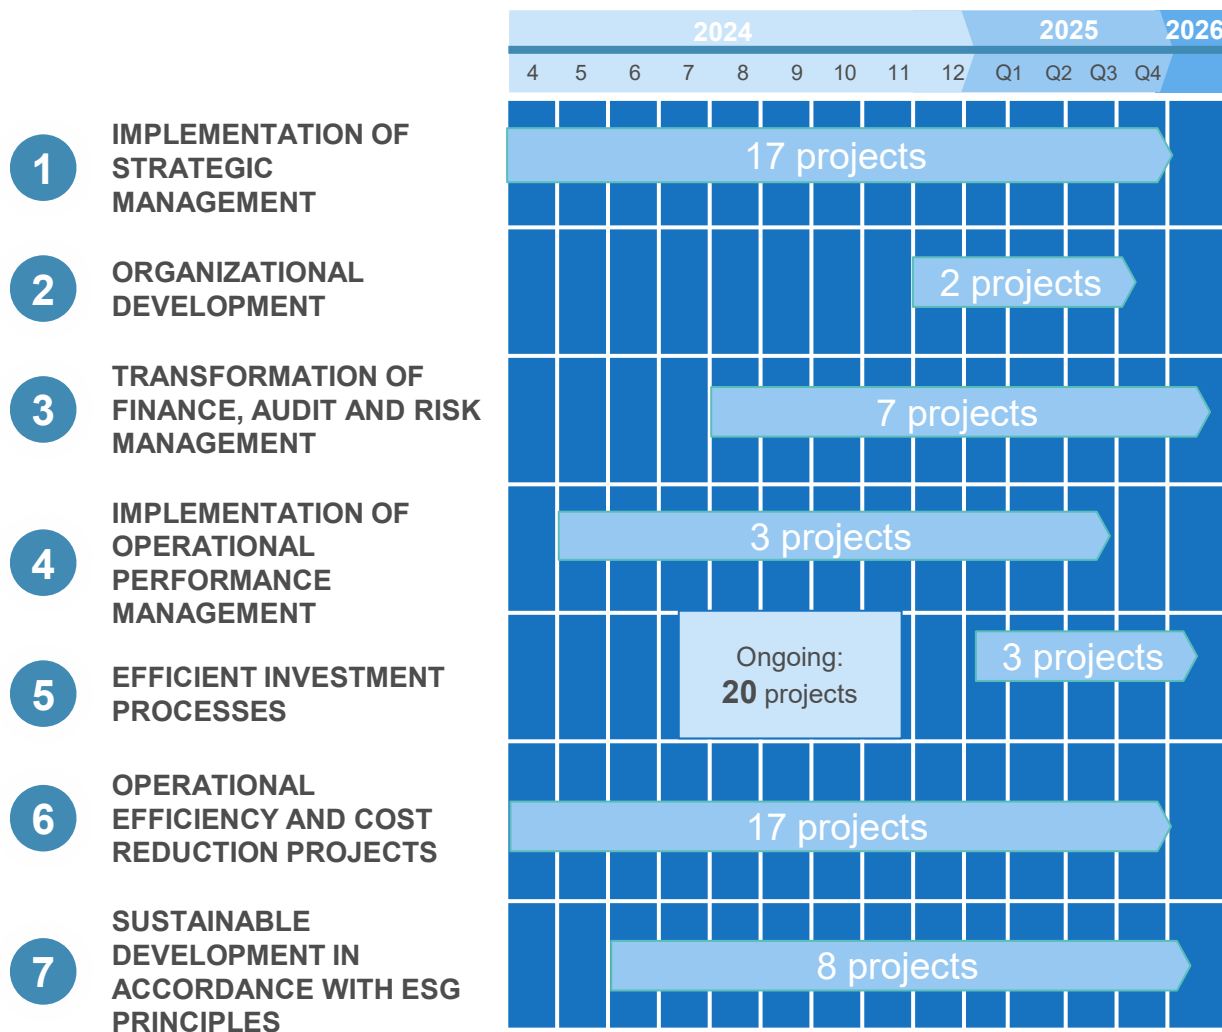 2024 2025 2026
4 5 6 7 8 9 10 11 12 Q1 Q2 Q3 Q4
1
IMPLEMENTATION OF
STRATEGIC
MANAGEMENT
17 projects
2
ORGANIZATIONAL
DEVELOPMENT
2 projects
3
TRANSFORMATION OF
FINANCE, AUDIT AND RISK
MANAGEMENT
7 projects
4
IMPLEMENTATION OF
OPERATIONAL
PERFORMANCE
MANAGEMENT
3 projects
5
EFFICIENT INVESTMENT
PROCESSES
Ongoing:
20 projects
3 projects
6
OPERATIONAL
EFFICIENCY AND COST
REDUCTION PROJECTS
17 projects
7
SUSTAINABLE
DEVELOPMENT IN
ACCORDANCE WITH ESG
PRINCIPLES
8 projects